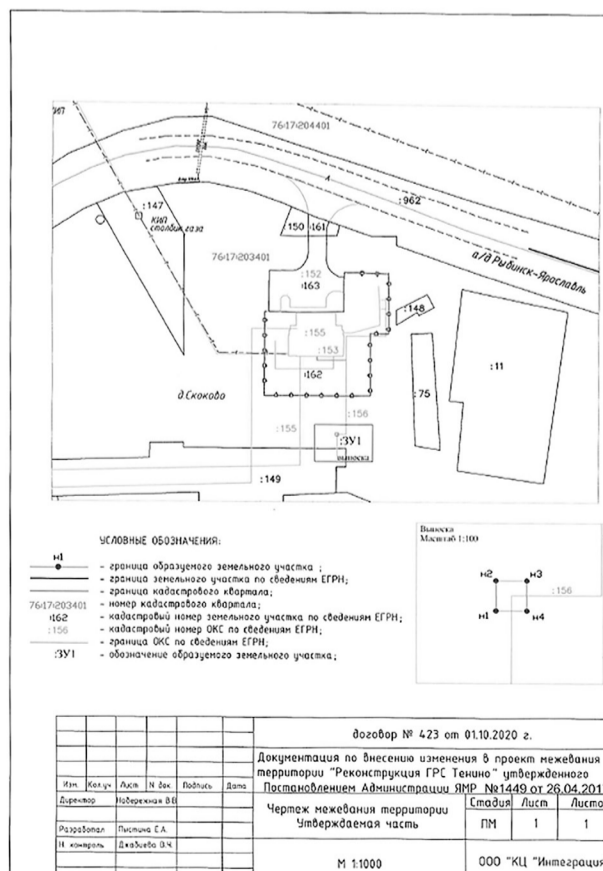 76:17:204401
:147
КИП
столбик газа
:962
:150
:161
а/д Рыбинск-Ярославль
76:17:203401
:152
:163
:148
:155
:11
:153
:162
:75
д.Скоково
:156
:155
:ЗУ1
выноска
:149
УСЛОВНЫЕ ОБОЗНАЧЕНИЯ:
н1 - граница образуемого земельного участка ;
- граница земельного участка по сведениям ЕГРН;
- граница кадастрового квартала;
76:17:203401 - номер кадастрового квартала;
:162 - кадастровый номер земельного участка по сведениям ЕГРН;
:156 - кадастровый номер ОКС по сведениям ЕГРН;
- граница ОКС по сведениям ЕГРН;
:ЗУ1 - обозначение образуемого земельного участка;
Выноска
Масштаб 1:100
н2 н3
:156
н1 н4
договор № 423 от 01.10.2020 г.
Документация по внесению изменения в проект межевания
территории "Реконструкция ГРС Тенино" утвержденного
Постановлением Администрации ЯМР №1449 от 26.04.201
Изм. Кол.уч Лист N док. Подпись Дата
Директор Набережная В.В.
Чертеж межевания территории
Утверждаемая часть
Стадия Лист Листо
ПМ 1 1
Разработал Пыстина Е.А.
Н. контроль Джабиева О.Ч.
М 1:1000
ООО "КЦ "Интеграция